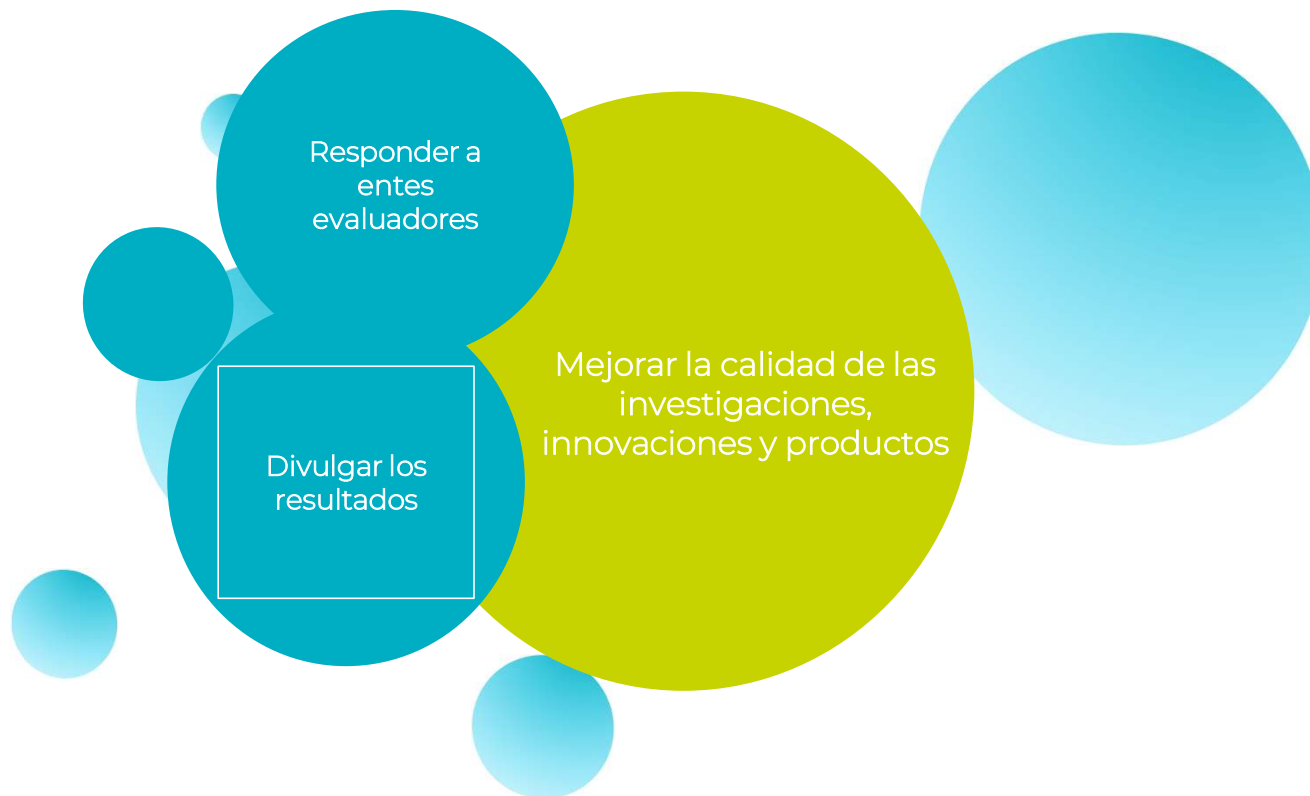 Responder a
entes
evaluadores
Mejorar la calidad de las
investigaciones,
innovaciones y productos
Divulgar los
resultados